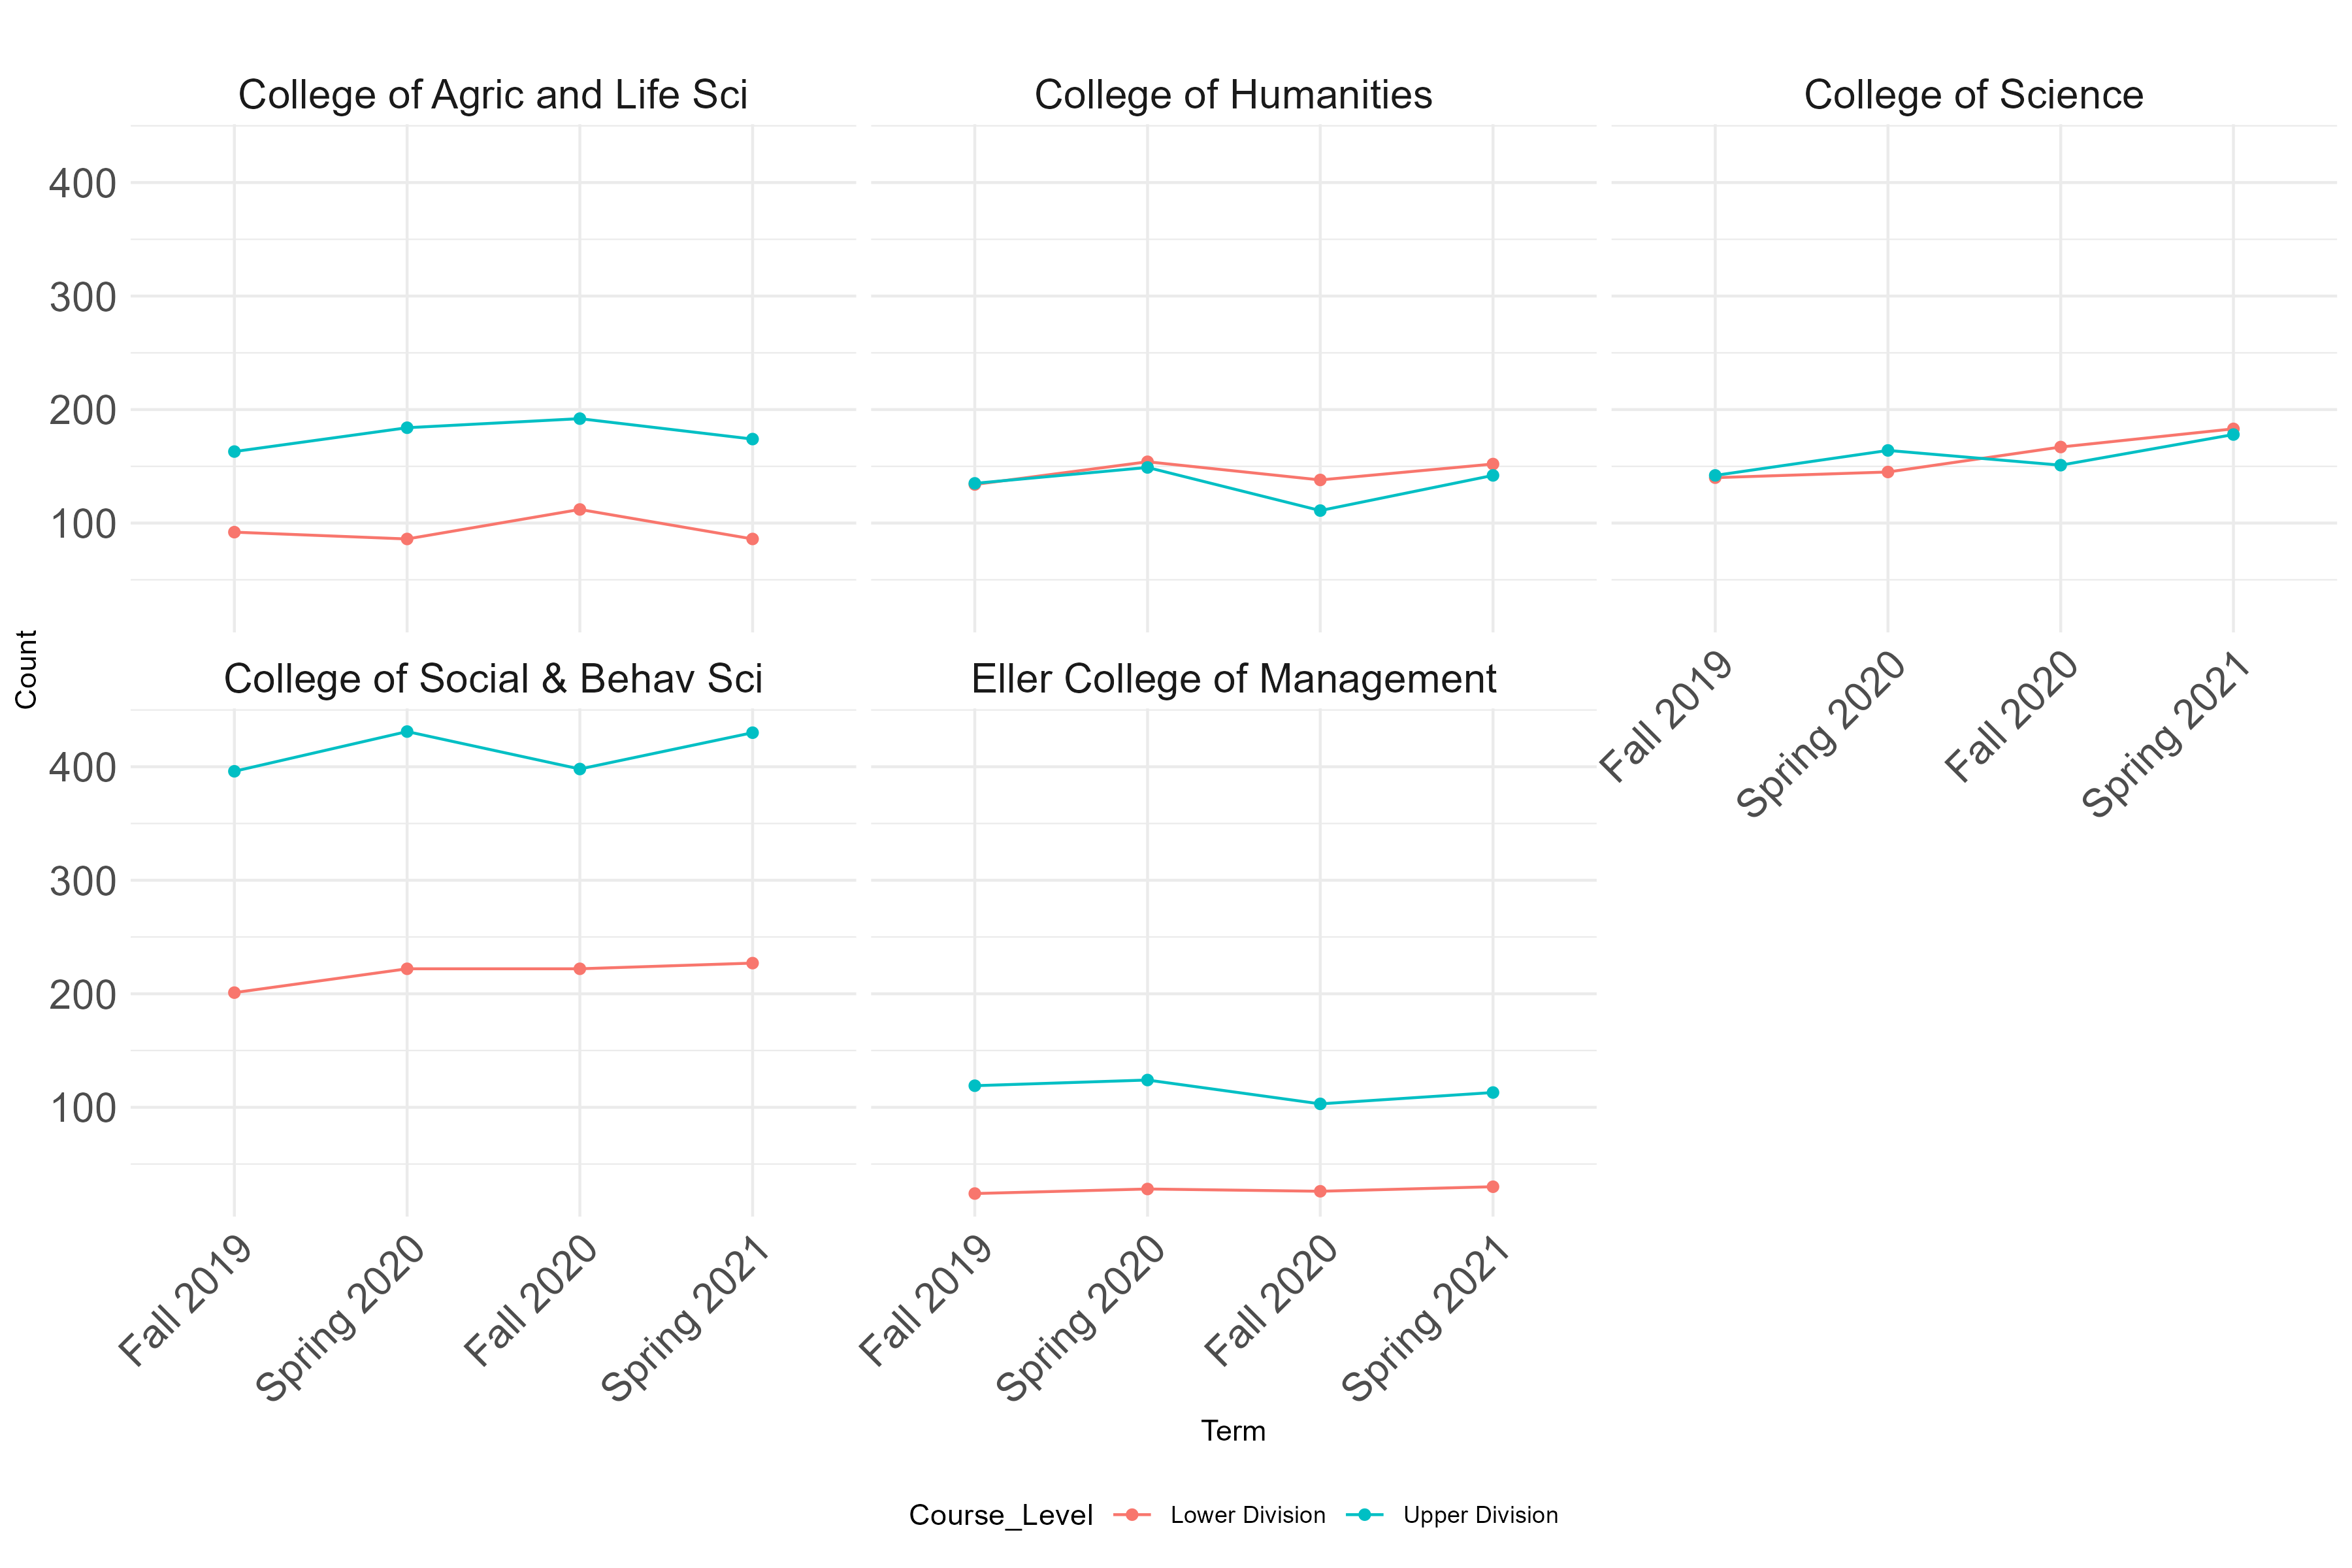 College of Agric and Life Sci
College of Humanities
College of Science
400
300
200
100
Fall 2019
Spring 2020
Fall 2020
Spring 2021
Count
College of Social & Behav Sci
Eller College of Management
400
300
200
100
Fall 2019
Spring 2020
Fall 2020
Spring 2021
Fall 2019
Spring 2020
Fall 2020
Spring 2021
Term
Course_Level Lower Division Upper Division